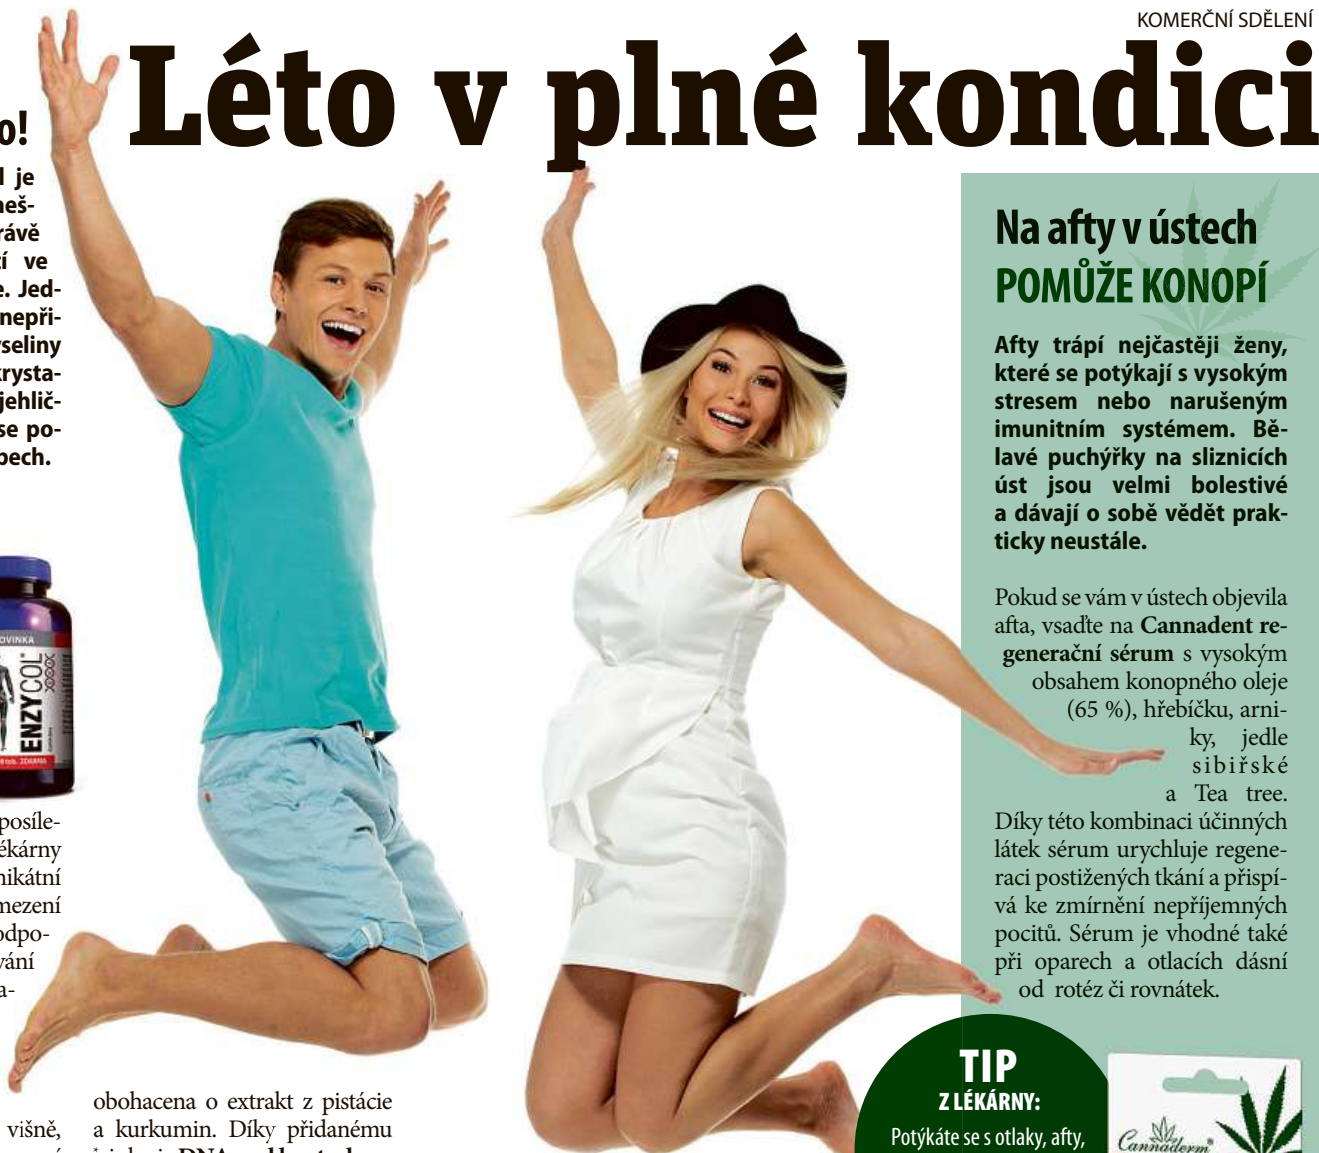 KOMERČNÍ SDĚLENÍ
Léto v plné kondici
o!
l je
neš-
rávě
í ve
e. Jed-
nepři-
seliny
krysta-
jehlič-
se po-
bech.
OVINKA
ENZYCOL®
tob. ZDARMA
posíle-
ékárny
nikátní
mezení
odpo-
vání
a-
višně,
obohacena o extrakt z pistácie
a kurkumin. Díky přidanému
Na afty v ústech
POMŮŽE KONOPÍ
Afty trápí nejčastěji ženy,
které se potýkají s vysokým
stresem nebo narušeným
imunitním systémem. Bě-
lavé puchýřky na sliznicích
úst jsou velmi bolestivé
a dávají o sobě vědět prak-
ticky neustále.
Pokud se vám v ústech objevila
afta, vsaďte na Cannadent re-
generační sérum s vysokým
obsahem konopného oleje
(65 %), hřebíčku, arni-
ky, jedle
sibiřské
a Tea tree.
Díky této kombinaci účinných
látek sérum urychluje regene-
raci postižených tkání a přispí-
vá ke zmírnění nepříjemných
pocitů. Sérum je vhodné také
při oparech a otlacích dásní
od rotéz či rovnátek.
TIP
Z LÉKÁRNY:
Potýkáte se s otlaky, afty,
Cannaderm®